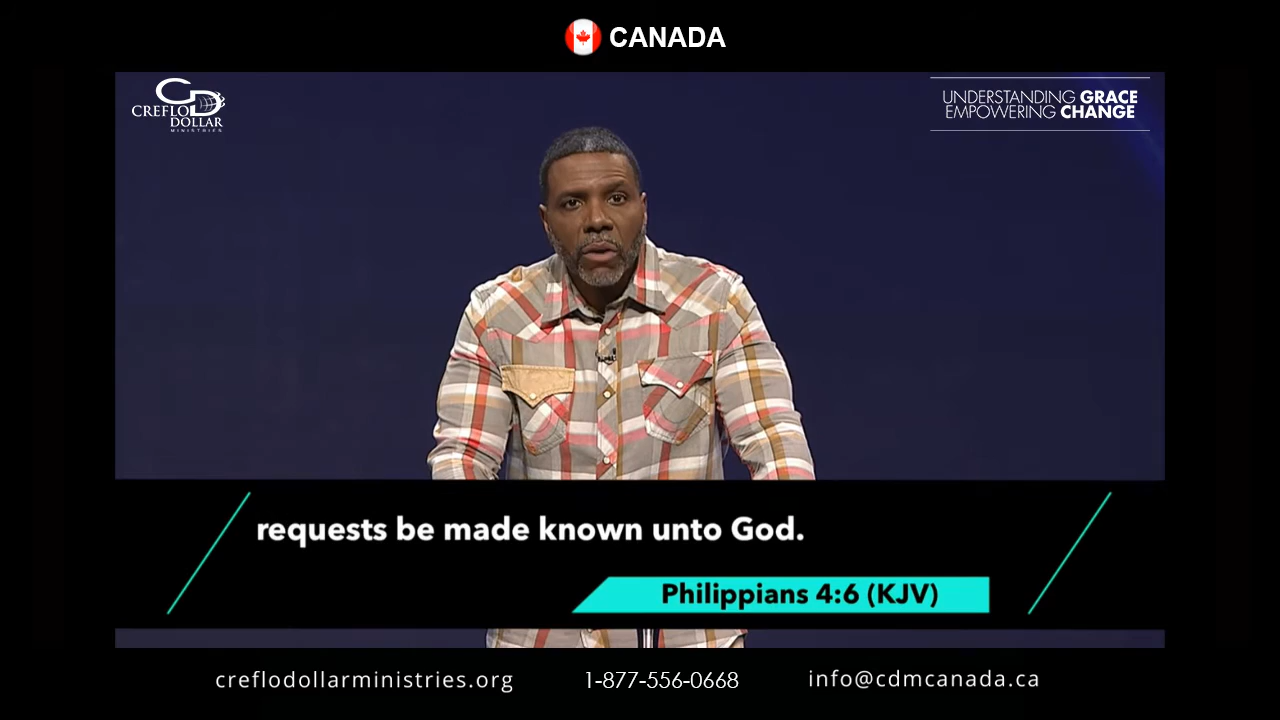 CANADA
CREFLO
DOLLAR
MINISTRIES
UNDERSTANDING GRACE
EMPOWERING CHANGE
requests be made known unto God.
Philippians 4:6 (KJV)
creflodollarministries.org
1-877-556-0668
info@cdmcanada.ca